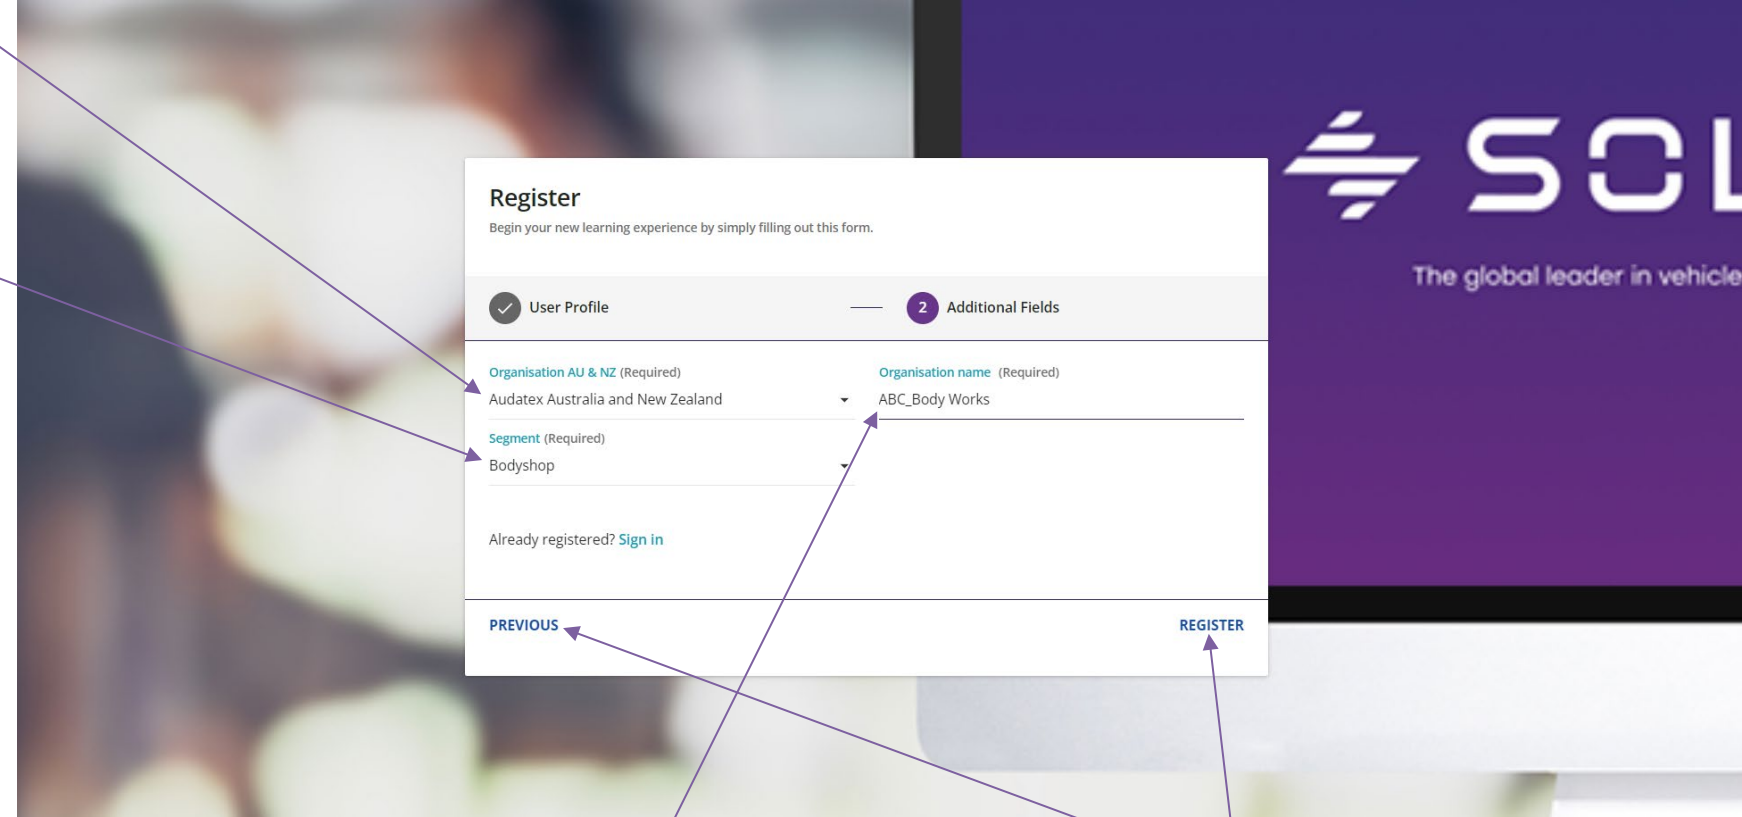 SOL
The global leader in vehicle
Register
Begin your new learning experience by simply filling out this form.
User Profile
2 Additional Fields
Organisation AU & NZ (Required)
Organisation name (Required)
Audatex Australia and New Zealand
ABC_Body Works
Segment (Required)
Bodyshop
Already registered? Sign in
PREVIOUS
REGISTER